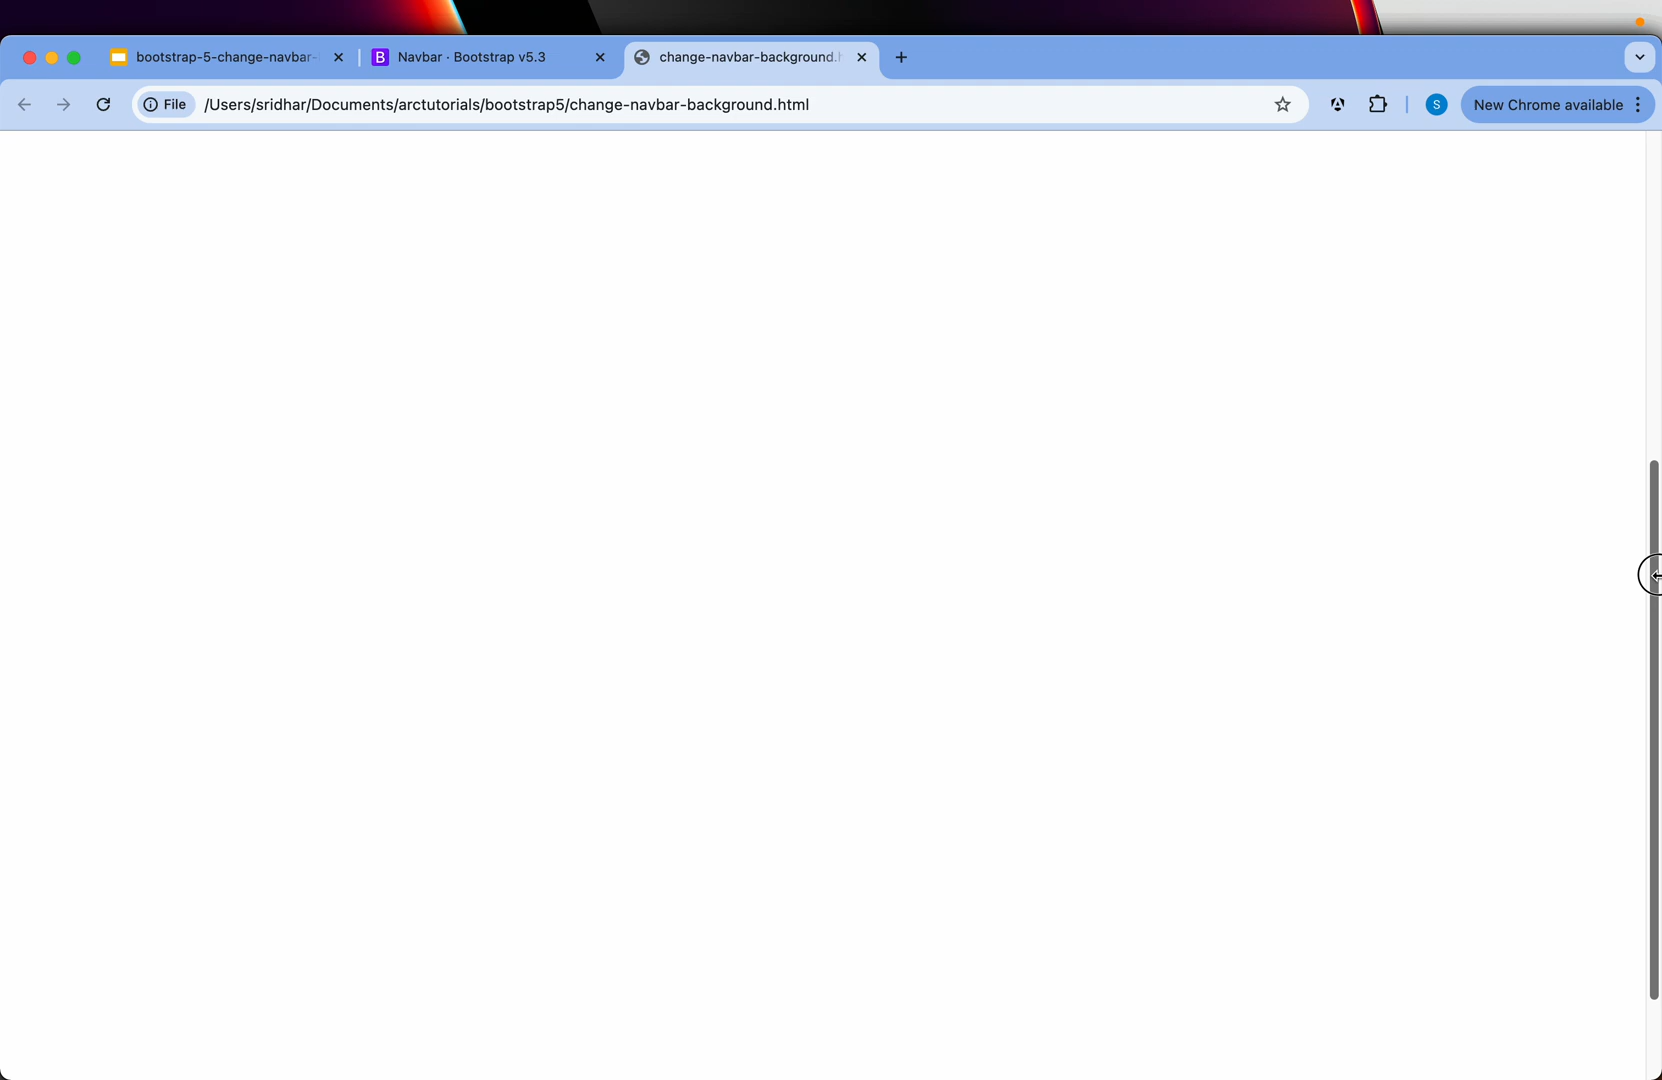 bootstrap-5-change-navbar-
B Navbar · Bootstrap v5.3
change-navbar-background.
File /Users/sridhar/Documents/arctutorials/bootstrap5/change-navbar-background.html
S
New Chrome available